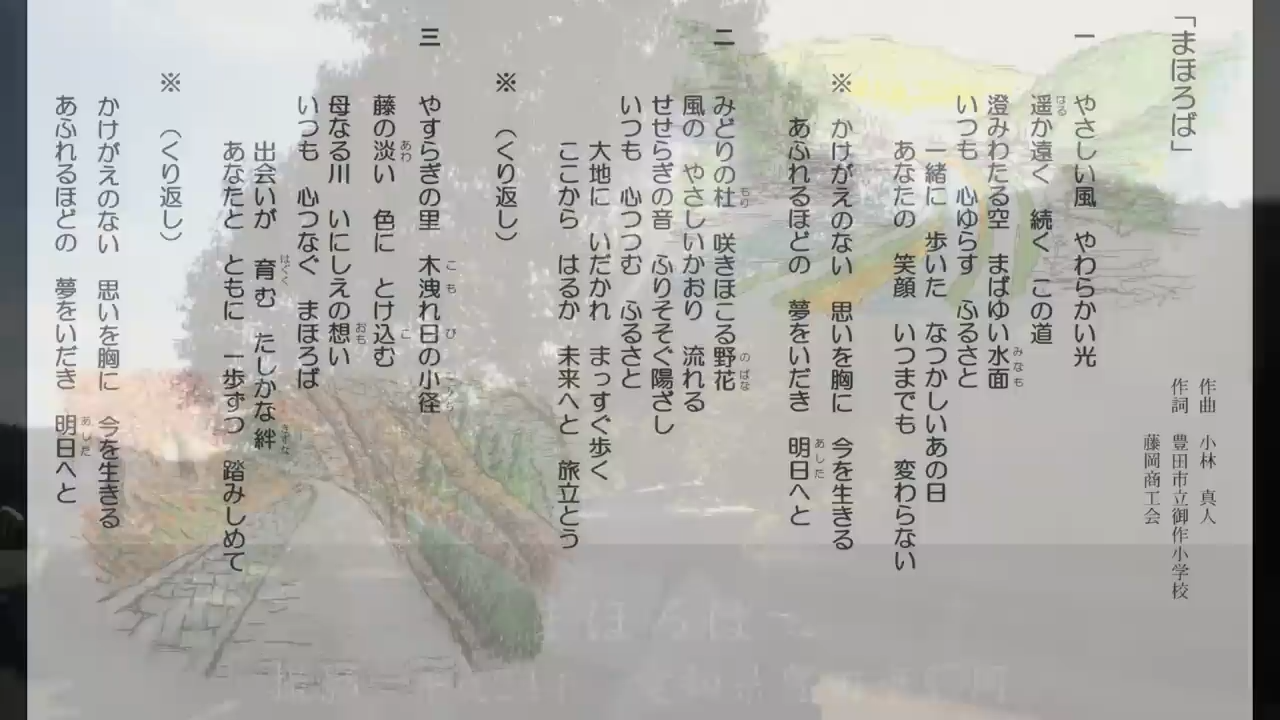 「まほろば」
作曲　小林　真人
作詞　豊田市立御作小学校
藤岡商工会
一　やさしい風　やわらかい光
遥か遠く　続く　この道
澄みわたる空　まばゆい水面
いつも　心ゆらす　ふるさと
一緒に　歩いた　なつかしいあの日
あなたの　笑顔　いつまでも　変わらない
※　かけがえのない　思いを胸に　今を生きる
あふれるほどの　夢をいだき　明日へと
二　みどりの杜　咲きほこる野花
風の　やさしいかおり　流れる
せせらぎの音　ふりそそぐ陽ざし
いつも　心つつむ　ふるさと
大地に　いだかれ　まっすぐ歩く
ここから　はるか　未来へと　旅立とう
※　（くり返し）
三　やすらぎの里　木洩れ日の小径
藤の淡い　色に　とけ込む
母なる川　いにしえの想い
いつも　心つなぐ　まほろば
出会いが　育む　たしかな絆
あなたと　ともに　一歩ずつ　踏みしめて
※　（くり返し）
かけがえのない　思いを胸に　今を生きる
あふれるほどの　夢をいだき　明日へと